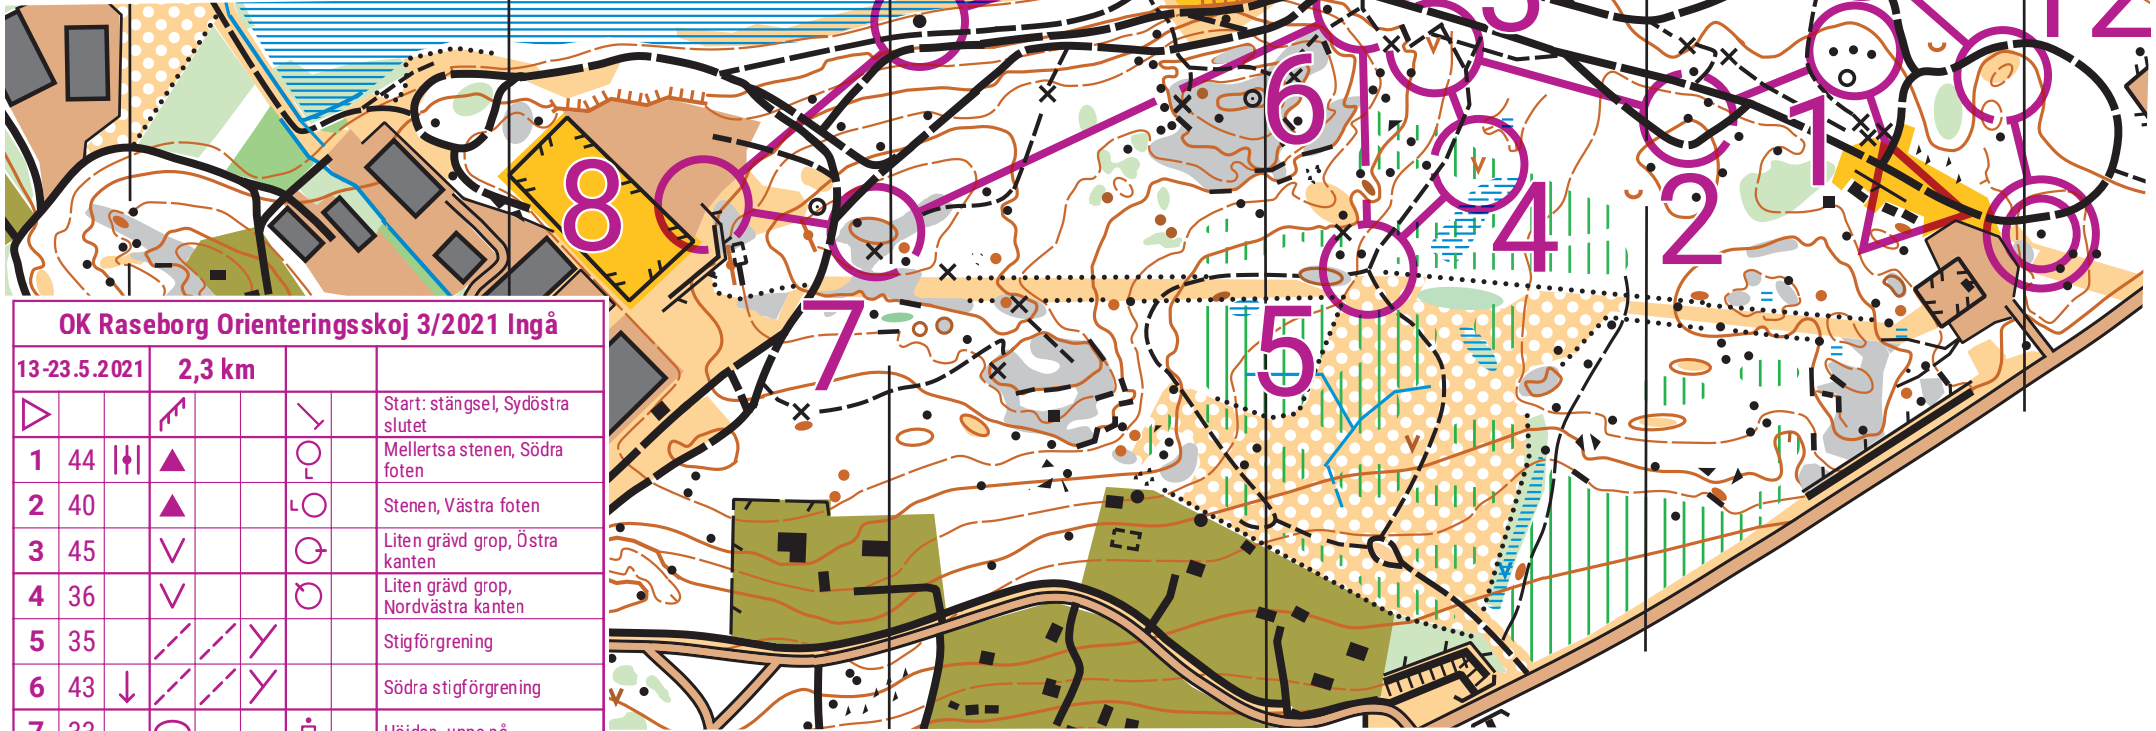 3
12
6
1
8
4
2
7
5
OK Raseborg Orienteringsskoj 3/2021 Ingå
13-23.5.2021 2,3 km
Start: stängsel, Sydöstra
slutet
1 44 Mellertsa stenen, Södra
foten
2 40 Stenen, Västra foten
3 45 Liten grävd grop, Östra
kanten
4 36 Liten grävd grop,
Nordvästra kanten
5 35 Stigförgrening
6 43 Södra stigförgrening
7